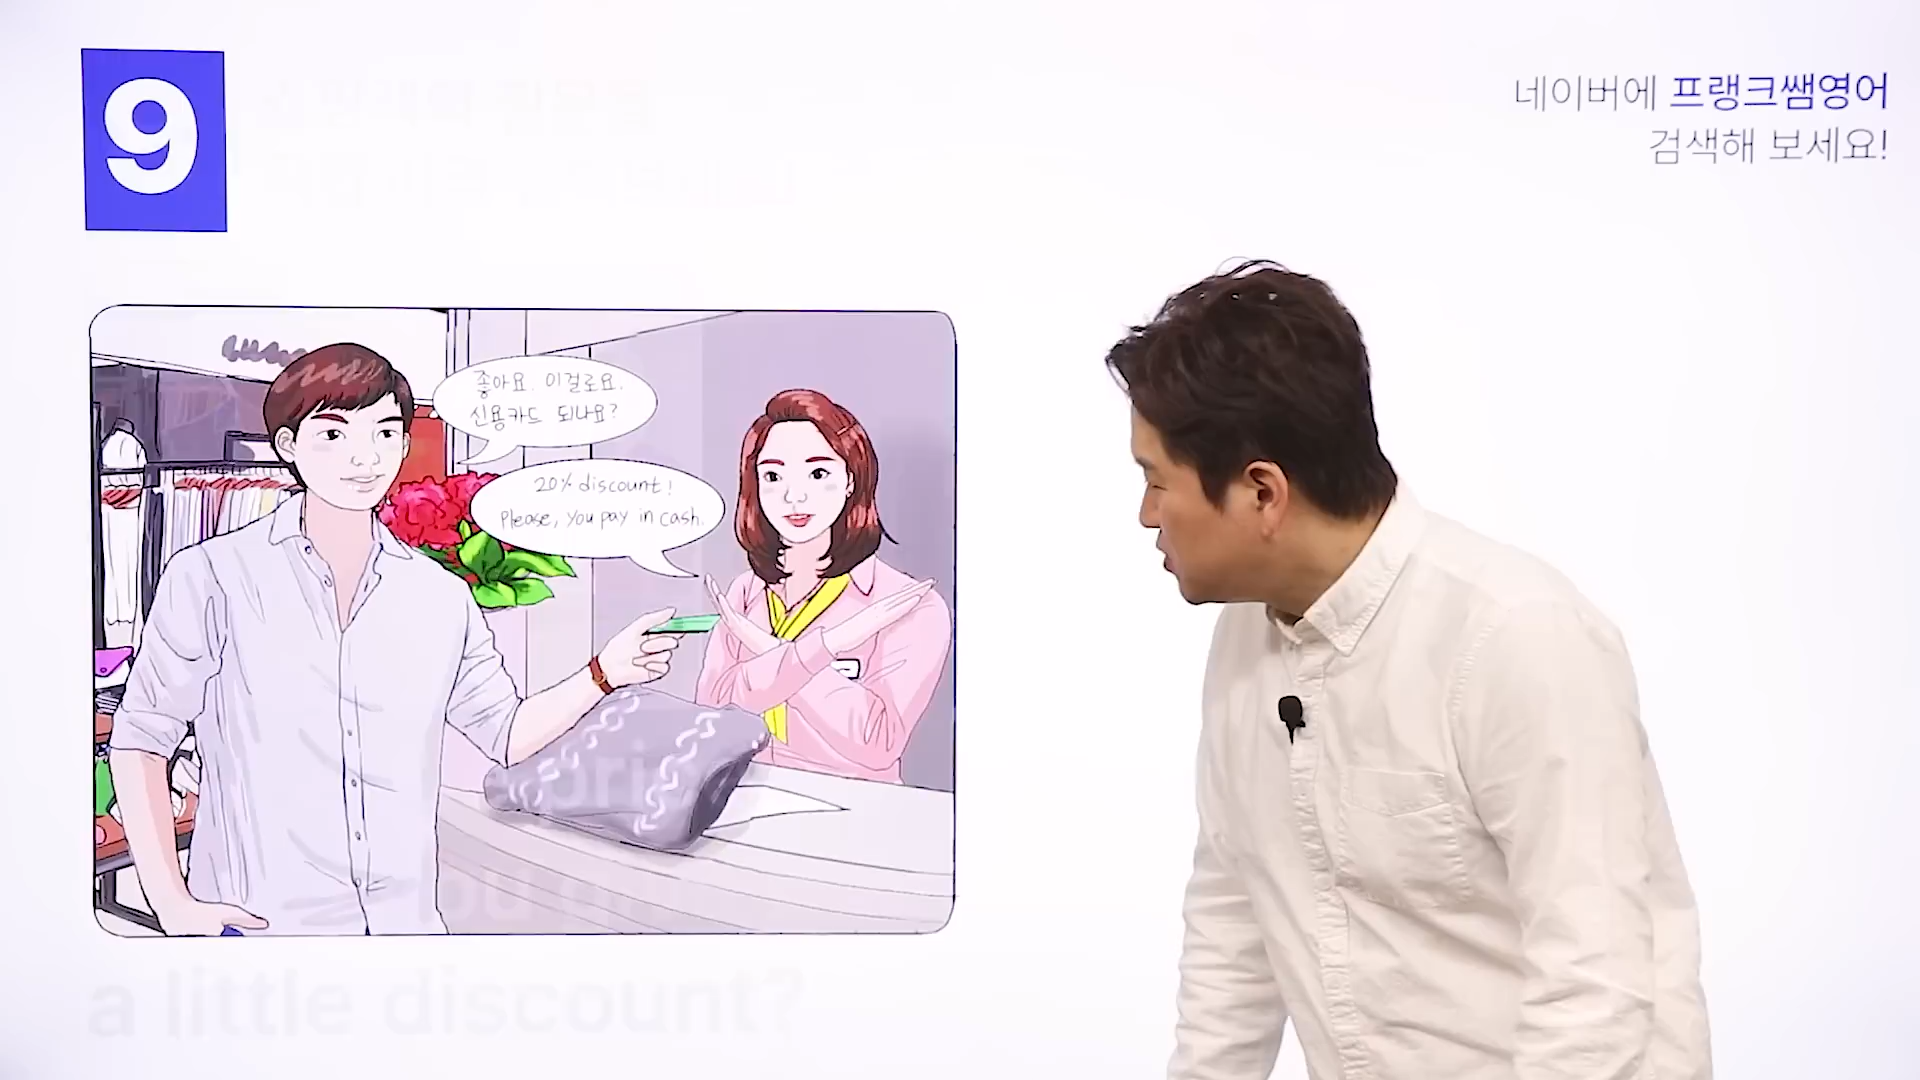 9
네이버에 프랭크쌤영어
검색해 보세요!
좋아요. 이걸로요.
신용카드 되나요?
20% discount!
Please, you pay in cash.
a little discount?